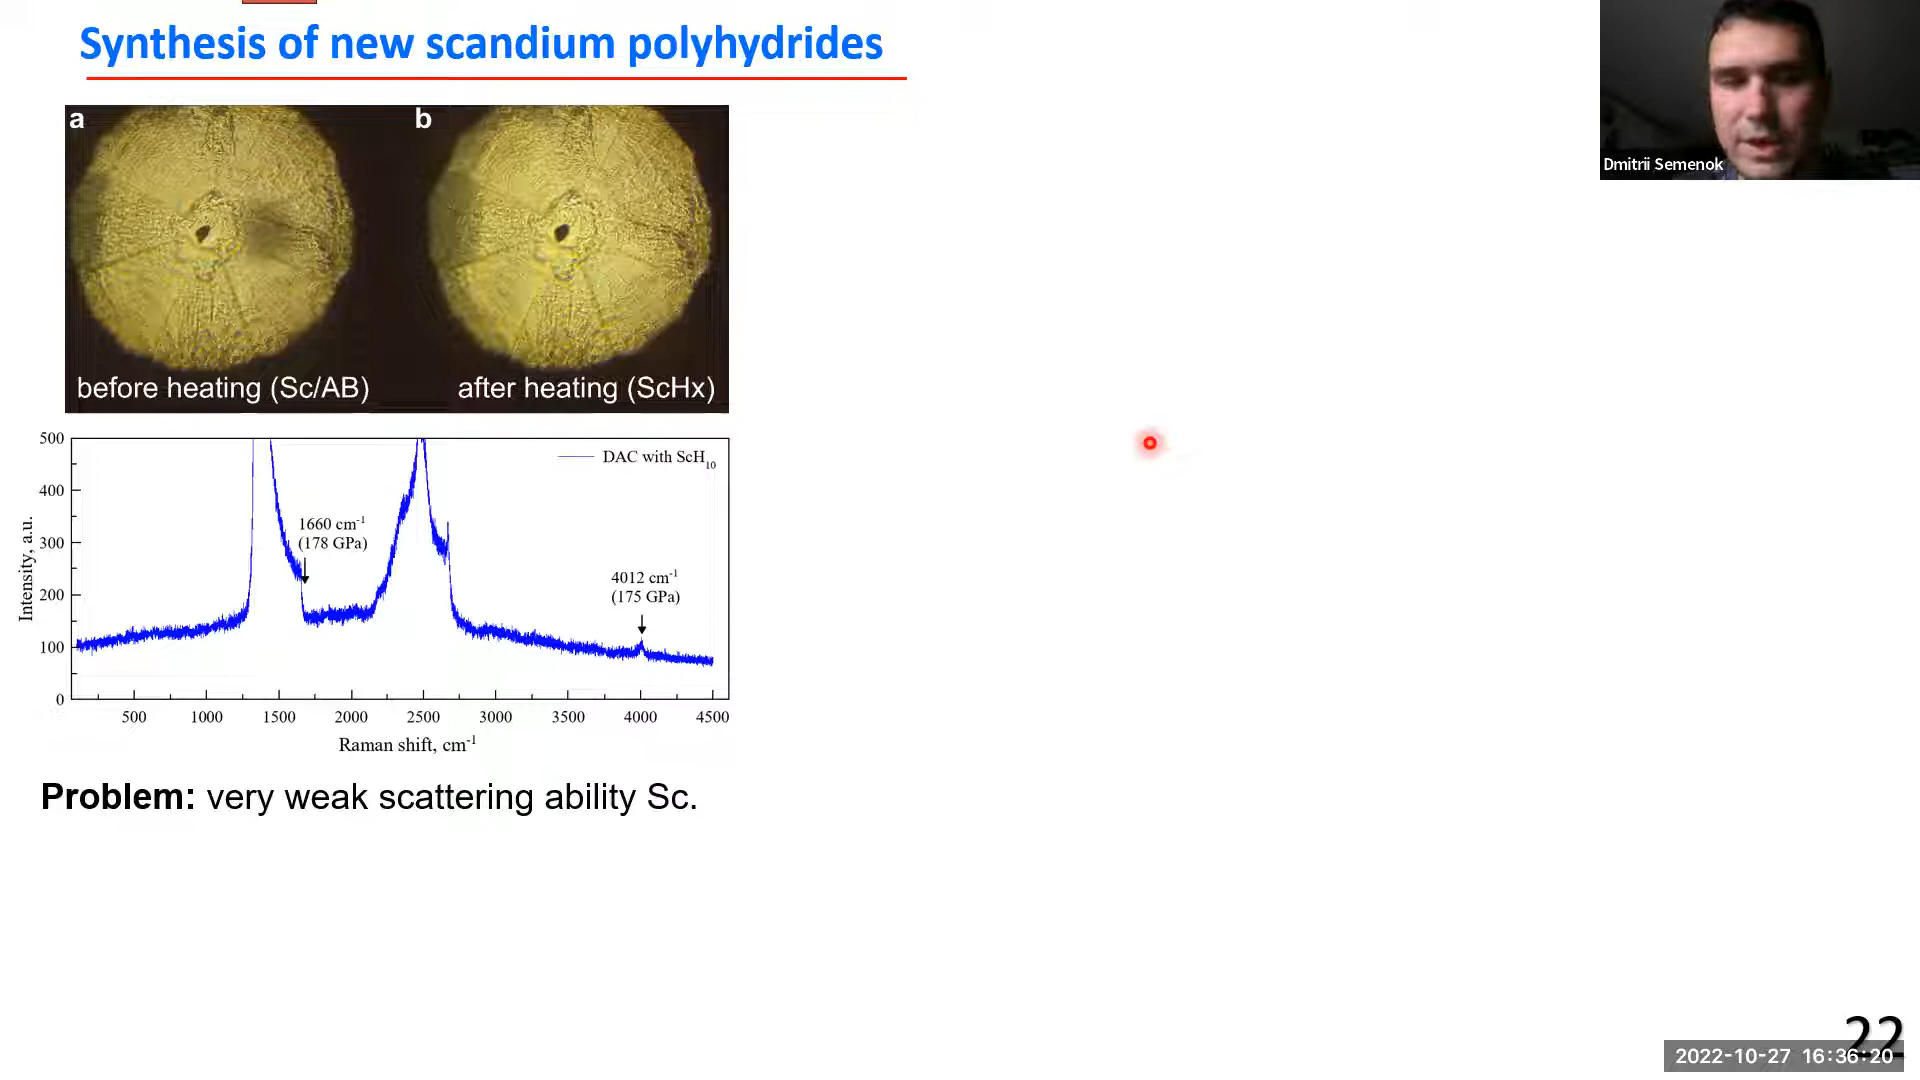 Synthesis of new scandium polyhydrides
Dmitrii Semenok
a
b
before heating (Sc/AB)
after heating (ScHx)
500
400
300
200
100
0
Intensity, a.u.
DAC with ScH₁₀
1660 cm⁻¹
(178 GPa)
4012 cm⁻¹
(175 GPa)
500 1000 1500 2000 2500 3000 3500 4000 4500
Raman shift, cm⁻¹
Problem: very weak scattering ability Sc.
22
2022-10-27 16:36:20